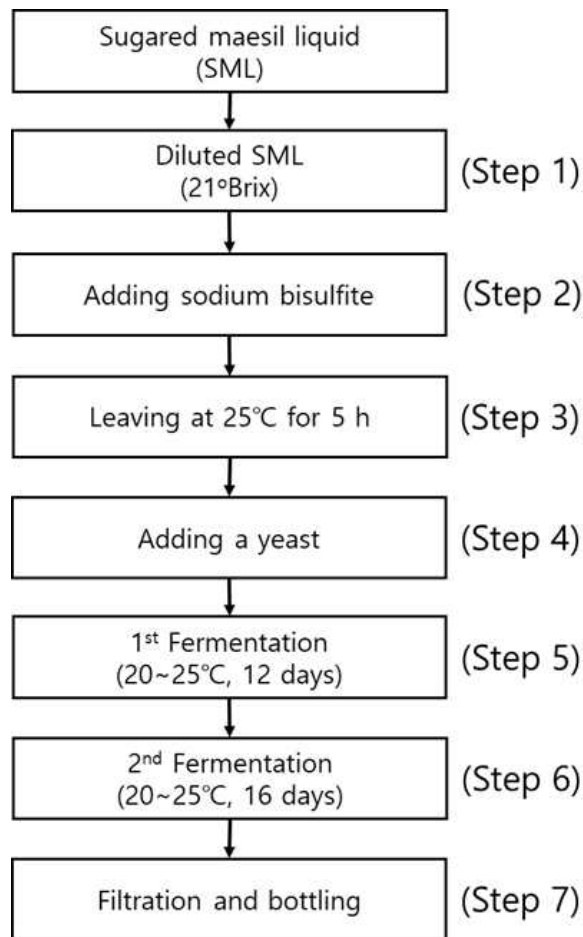 Sugared maesil liquid
(SML)
Diluted SML
(21°Brix)
(Step 1)
Adding sodium bisulfite
(Step 2)
Leaving at 25℃ for 5 h
(Step 3)
Adding a yeast
(Step 4)
1st Fermentation
(20~25℃, 12 days)
(Step 5)
2nd Fermentation
(20~25℃, 16 days)
(Step 6)
Filtration and bottling
(Step 7)